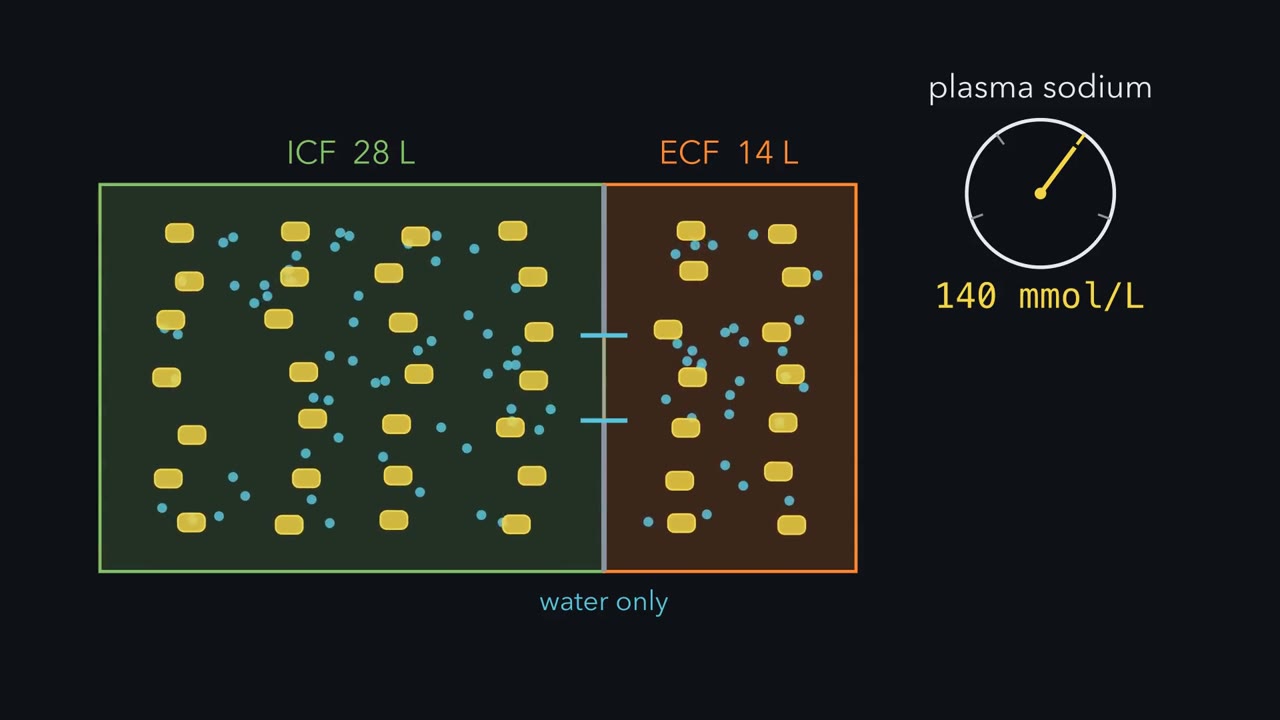 plasma sodium
ICF 28 L
ECF 14 L
140 mmol/L
water only